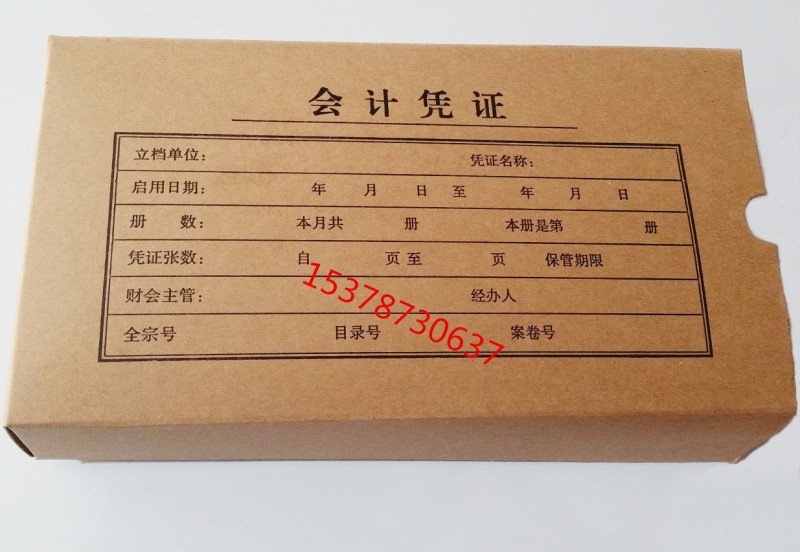 会计凭证
立档单位： 凭证名称：
启用日期： 年 月 日 至 年 月 日
册 数： 本月共 册 本册是第 册
凭证张数： 自 页至 页 保管期限
财会主管： 经办人
全宗号 目录号 案卷号
15378730637